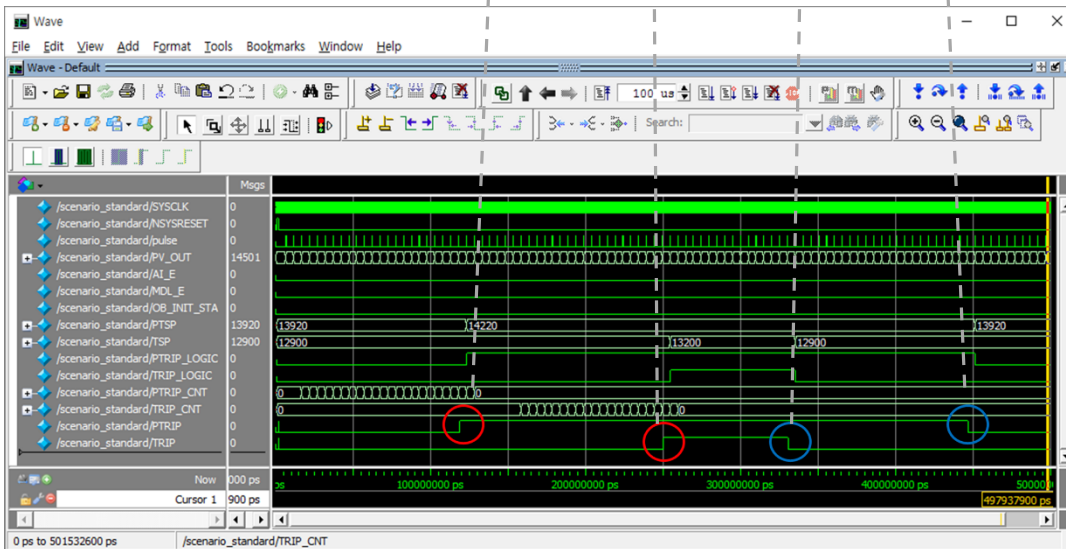 Wave
File Edit View Add Format Tools Bookmarks Window Help
Wave - Default
100 us
Search:
Msgs
/scenario_standard/SYSCLK 0
/scenario_standard/NSYSRESET 0
/scenario_standard/pulse 0
/scenario_standard/PV_OUT 14501
/scenario_standard/AI_E 0
/scenario_standard/MDL_E 0
/scenario_standard/OB_INIT_STA 0
/scenario_standard/PTSP 13920 13920 14220 13920
/scenario_standard/TSP 12900 12900 13200 12900
/scenario_standard/PTRIP_LOGIC 0
/scenario_standard/TRIP_LOGIC 0
/scenario_standard/PTRIP_CNT 0 0 0
/scenario_standard/TRIP_CNT 0 0 0
/scenario_standard/PTRIP 0
/scenario_standard/TRIP 0
Now 000 ps ps 100000000 ps 200000000 ps 300000000 ps 400000000 ps 50000
Cursor 1 900 ps 497937900 ps
0 ps to 501532600 ps /scenario_standard/TRIP_CNT